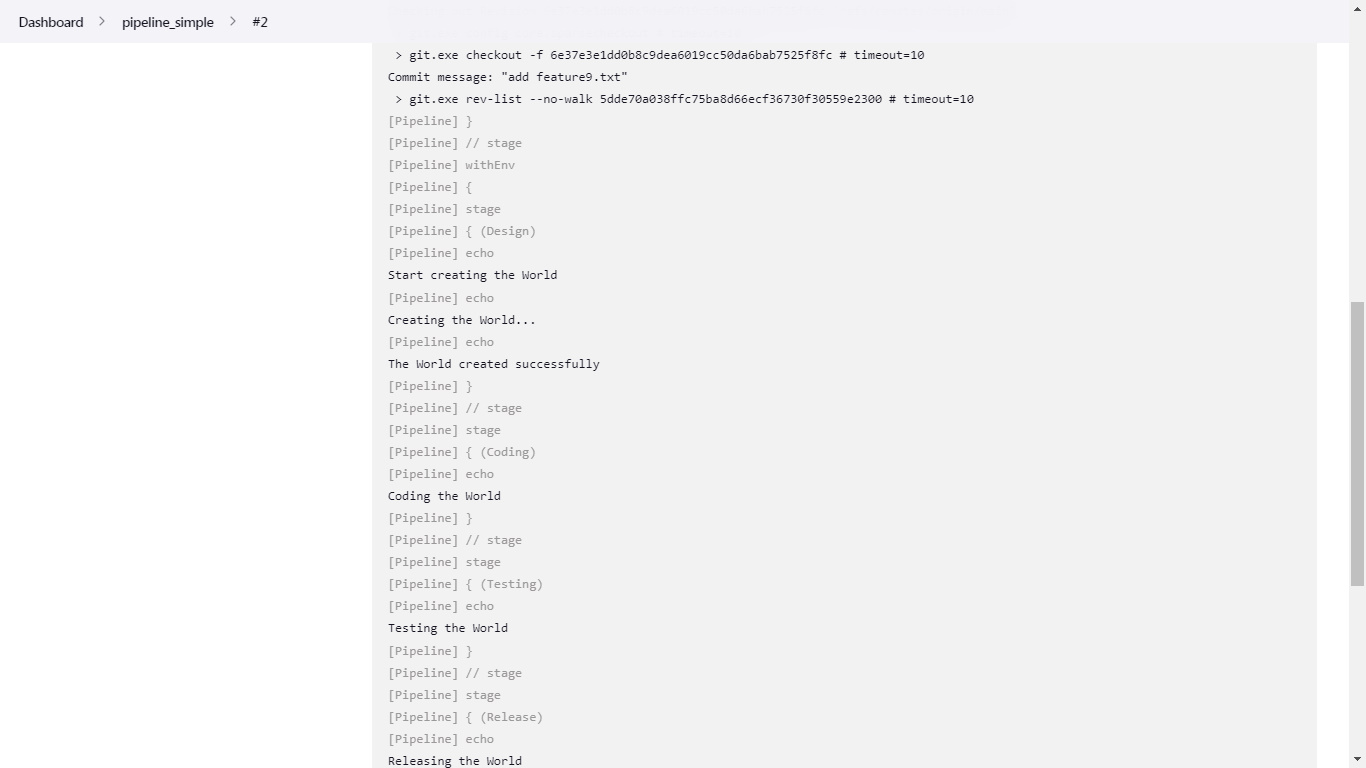 Dashboard > pipeline_simple > #2
> git.exe checkout -f 6e37e3e1dd0b8c9dea6019cc50da6bab7525f8fc # timeout=10
Commit message: "add feature9.txt"
> git.exe rev-list --no-walk 5dde70a038ffc75ba8d66ecf36730f30559e2300 # timeout=10
[Pipeline] }
[Pipeline] // stage
[Pipeline] withEnv
[Pipeline] {
[Pipeline] stage
[Pipeline] { (Design)
[Pipeline] echo
Start creating the World
[Pipeline] echo
Creating the World...
[Pipeline] echo
The World created successfully
[Pipeline] }
[Pipeline] // stage
[Pipeline] stage
[Pipeline] { (Coding)
[Pipeline] echo
Coding the World
[Pipeline] }
[Pipeline] // stage
[Pipeline] stage
[Pipeline] { (Testing)
[Pipeline] echo
Testing the World
[Pipeline] }
[Pipeline] // stage
[Pipeline] stage
[Pipeline] { (Release)
[Pipeline] echo
Releasing the World